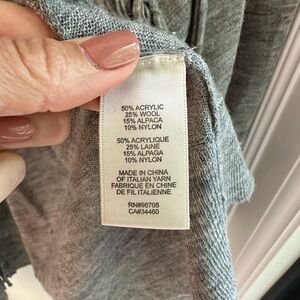 50% ACRYLIC
25% WOOL
15% ALPACA
10% NYLON
50% ACRYLIQUE
25% LAINE
15% ALPAGA
10% NYLON
MADE IN CHINA
OF ITALIAN YARN
FABRIQUE EN CHINE
DE FIL ITALIENNE
RN#96705
CA#34460